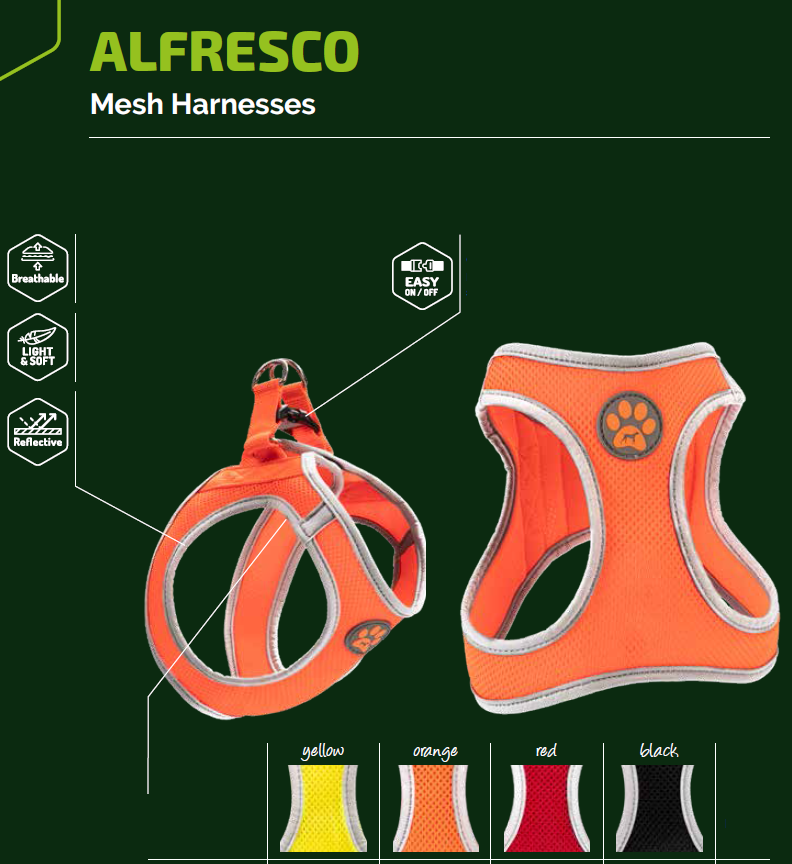 ALFRESCO
Mesh Harnesses
Breathable
EASY
ON / OFF
LIGHT
& SOFT
Reflective
yellow
orange
red
black